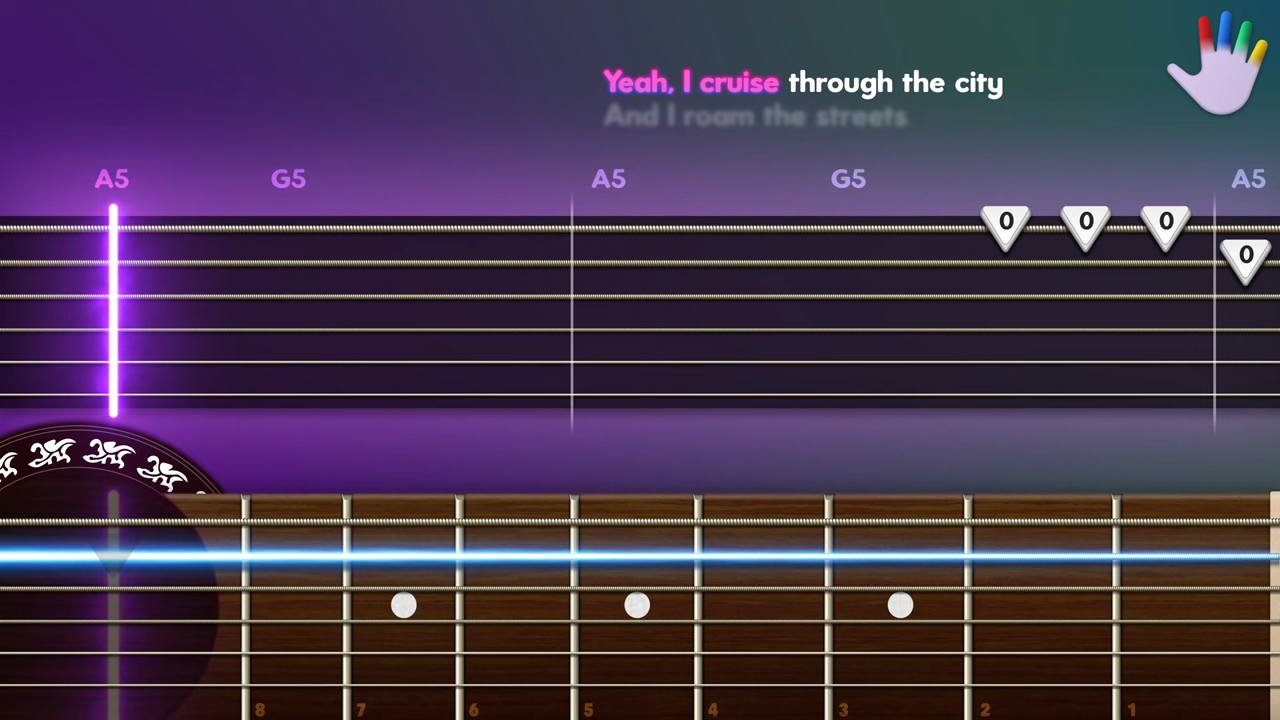 Yeah, I cruise through the city
And I roam the streets
A5 G5 A5 G5 A5
0 0 0
0
8 7 6 5 4 3 2 1